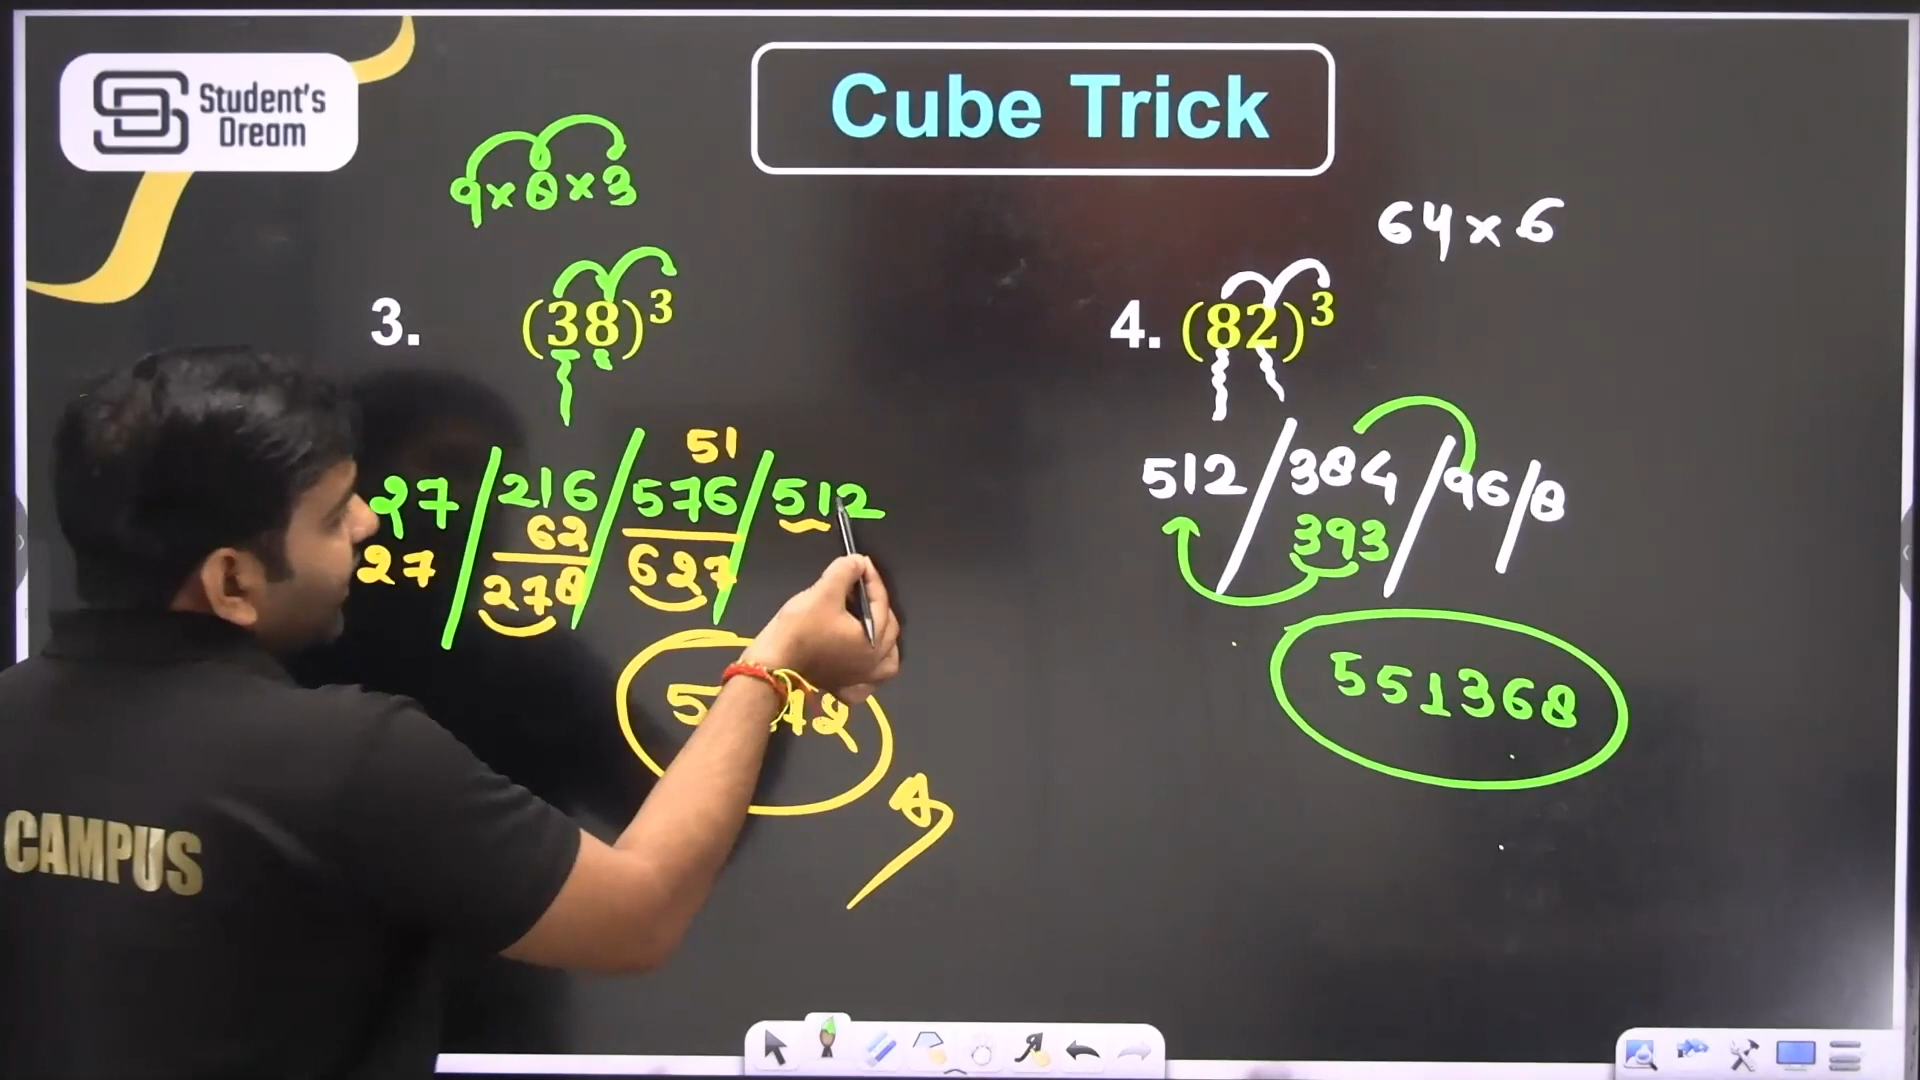 Student's
Dream
Cube Trick
9×8×3
64×6
3. (38)³
4. (82)³
51
27/216/576/512
27 62
278 627
512/384/96/8
393
551368
CAMPUS